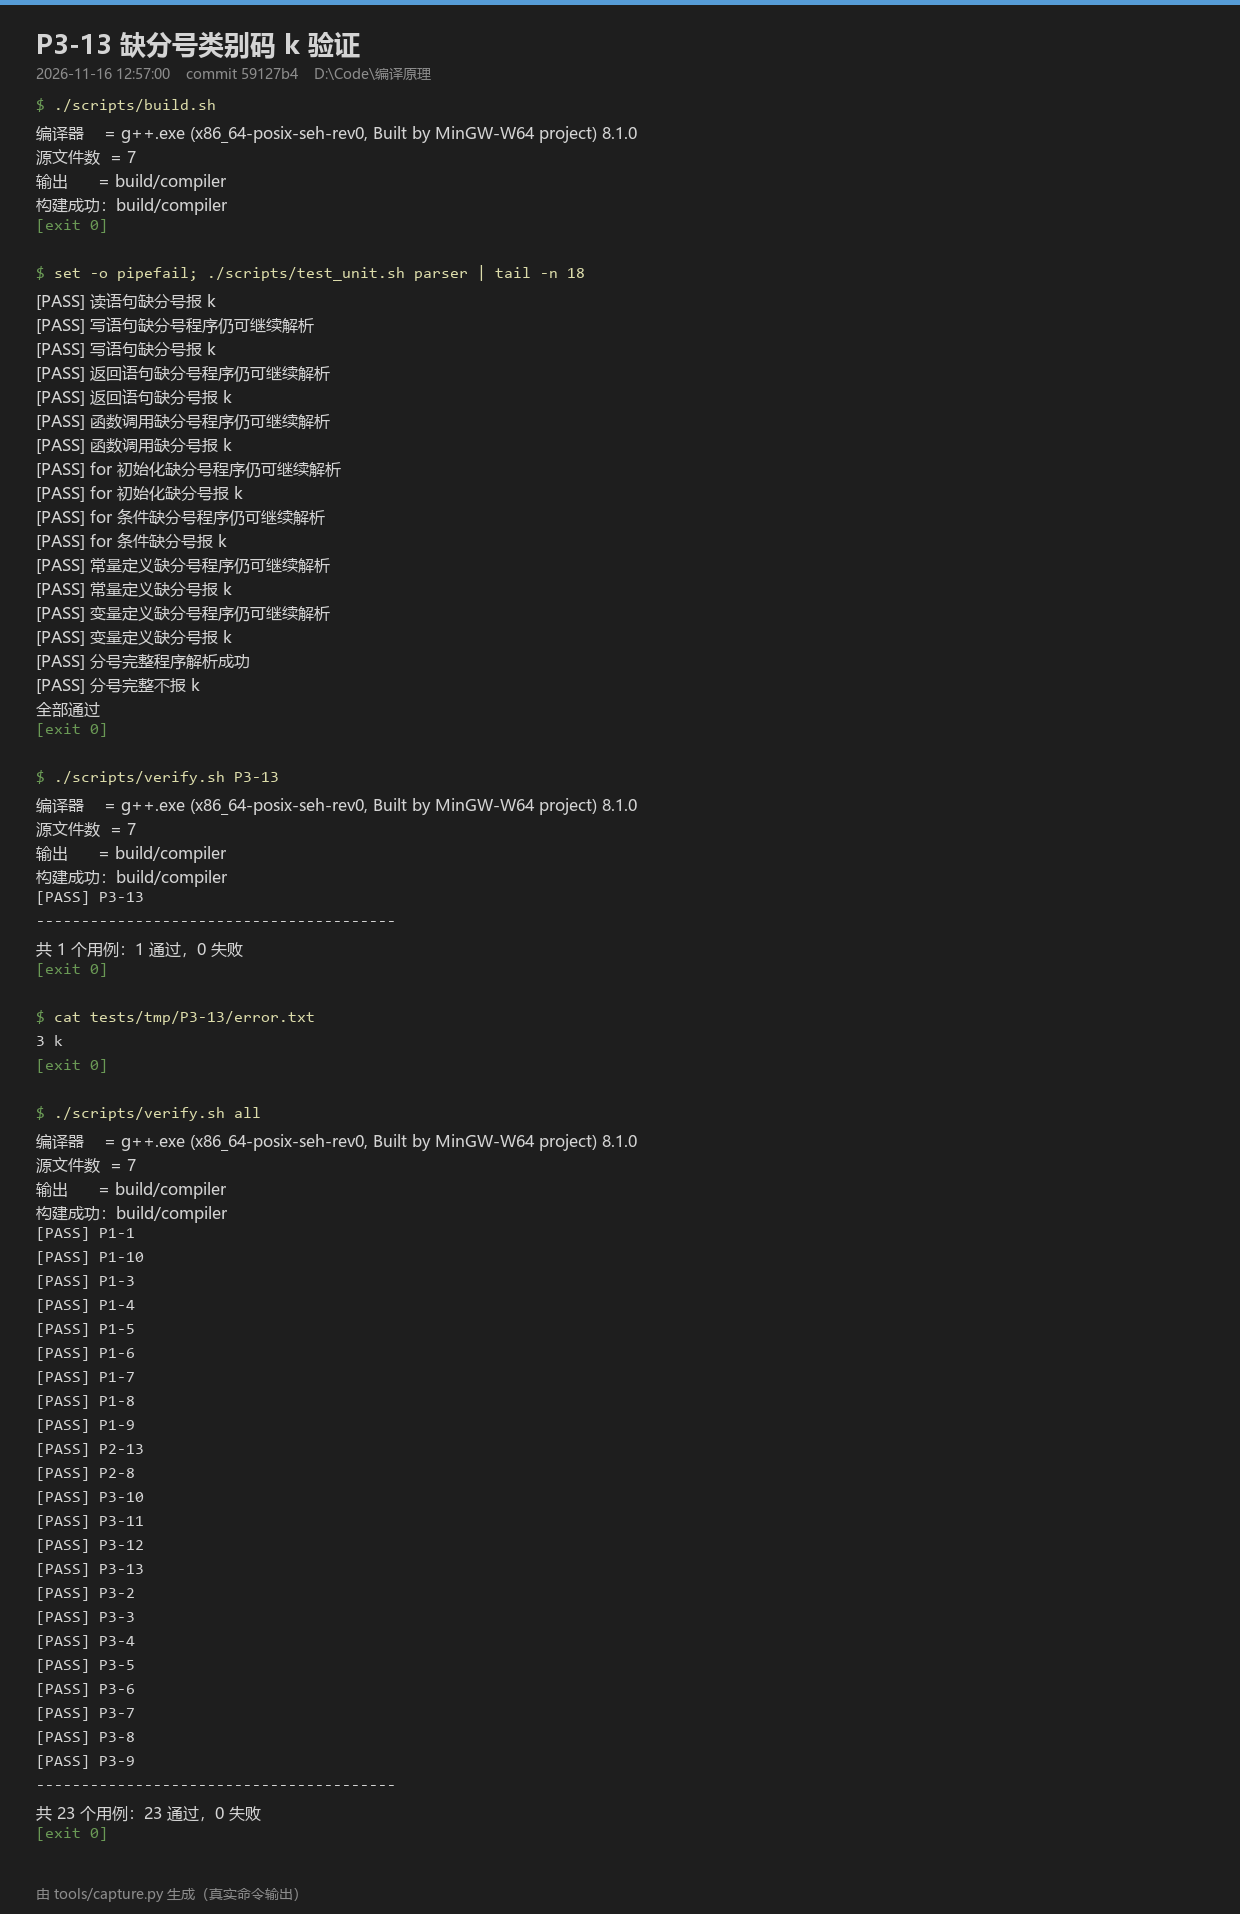 P3-13 缺分号类别码 k 验证
2026-11-16 12:57:00 commit 59127b4 D:\Code\编译原理
$ ./scripts/build.sh
编译器 = g++.exe (x86_64-posix-seh-rev0, Built by MinGW-W64 project) 8.1.0
源文件数 = 7
输出 = build/compiler
构建成功：build/compiler
[exit 0]
$ set -o pipefail; ./scripts/test_unit.sh parser | tail -n 18
[PASS] 读语句缺分号报 k
[PASS] 写语句缺分号程序仍可继续解析
[PASS] 写语句缺分号报 k
[PASS] 返回语句缺分号程序仍可继续解析
[PASS] 返回语句缺分号报 k
[PASS] 函数调用缺分号程序仍可继续解析
[PASS] 函数调用缺分号报 k
[PASS] for 初始化缺分号程序仍可继续解析
[PASS] for 初始化缺分号报 k
[PASS] for 条件缺分号程序仍可继续解析
[PASS] for 条件缺分号报 k
[PASS] 常量定义缺分号程序仍可继续解析
[PASS] 常量定义缺分号报 k
[PASS] 变量定义缺分号程序仍可继续解析
[PASS] 变量定义缺分号报 k
[PASS] 分号完整程序解析成功
[PASS] 分号完整不报 k
全部通过
[exit 0]
$ ./scripts/verify.sh P3-13
编译器 = g++.exe (x86_64-posix-seh-rev0, Built by MinGW-W64 project) 8.1.0
源文件数 = 7
输出 = build/compiler
构建成功：build/compiler
[PASS] P3-13
----------------------------------------
共 1 个用例：1 通过，0 失败
[exit 0]
$ cat tests/tmp/P3-13/error.txt
3 k
[exit 0]
$ ./scripts/verify.sh all
编译器 = g++.exe (x86_64-posix-seh-rev0, Built by MinGW-W64 project) 8.1.0
源文件数 = 7
输出 = build/compiler
构建成功：build/compiler
[PASS] P1-1
[PASS] P1-10
[PASS] P1-3
[PASS] P1-4
[PASS] P1-5
[PASS] P1-6
[PASS] P1-7
[PASS] P1-8
[PASS] P1-9
[PASS] P2-13
[PASS] P2-8
[PASS] P3-10
[PASS] P3-11
[PASS] P3-12
[PASS] P3-13
[PASS] P3-2
[PASS] P3-3
[PASS] P3-4
[PASS] P3-5
[PASS] P3-6
[PASS] P3-7
[PASS] P3-8
[PASS] P3-9
----------------------------------------
共 23 个用例：23 通过，0 失败
[exit 0]
由 tools/capture.py 生成（真实命令输出）